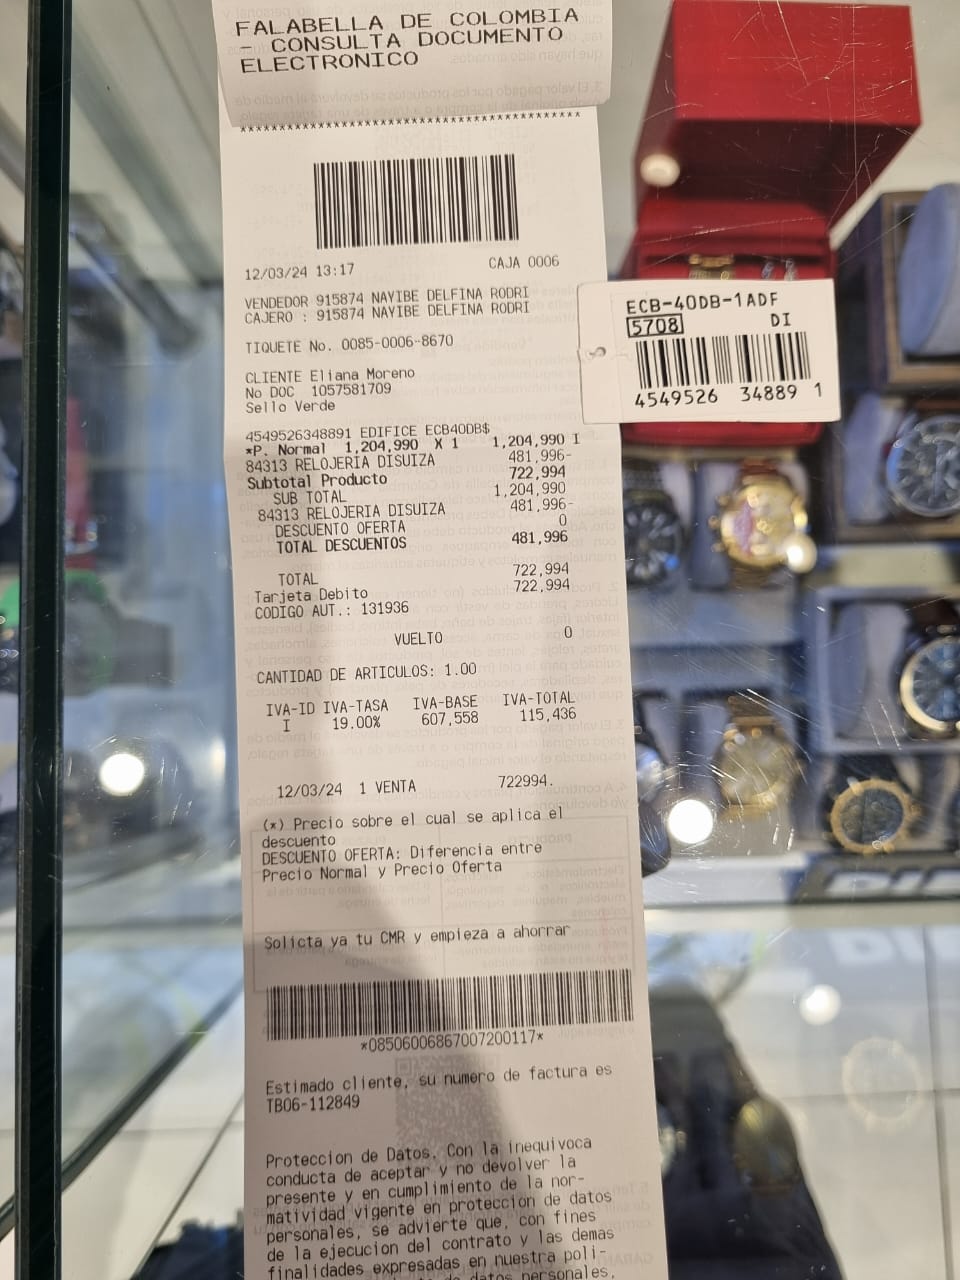 FALABELLA DE COLOMBIA
- CONSULTA DOCUMENTO
ELECTRONICO
****************************************
12/03/24 13:17 CAJA 0006
VENDEDOR 915874 NAYIBE DELFINA RODRI
CAJERO : 915874 NAYIBE DELFINA RODRI
TIQUETE No. 0085-0006-8670
CLIENTE Eliana Moreno
No DOC 1057581709
Sello Verde
4549526348891 EDIFICE ECB40DB$
*P. Normal 1,204,990 X 1 1,204,990 I
84313 RELOJERIA DISUIZA 481,996-
Subtotal Producto 722,994
SUB TOTAL 1,204,990
84313 RELOJERIA DISUIZA 481,996-
DESCUENTO OFERTA 0
TOTAL DESCUENTOS 481,996
TOTAL 722,994
Tarjeta Debito 722,994
CODIGO AUT.: 131936
VUELTO 0
CANTIDAD DE ARTICULOS: 1.00
IVA-ID IVA-TASA IVA-BASE IVA-TOTAL
I 19.00% 607,558 115,436
12/03/24 1 VENTA 722994.
(*) Precio sobre el cual se aplica el
descuento
DESCUENTO OFERTA: Diferencia entre
Precio Normal y Precio Oferta
Solicta ya tu CMR y empieza a ahorrar
*08506006867007200117*
Estimado cliente, su numero de factura es
TB06-112849
Proteccion de Datos. Con la inequivoca
conducta de aceptar y no devolver la
presente y en cumplimiento de la nor-
matividad vigente en proteccion de datos
personales, se advierte que, con fines
de la ejecucion del contrato y las demas
finalidades expresadas en nuestra poli-
de datos personales,
ECB-40DB-1ADF
5708 DI
4549526 34889 1